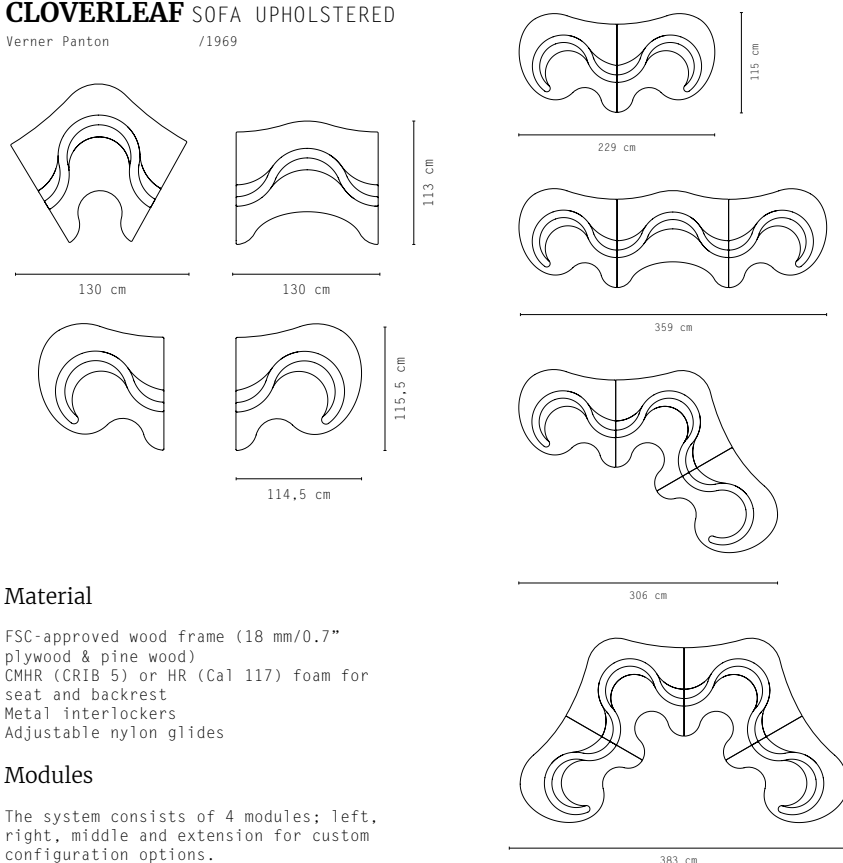 CLOVERLEAF SOFA UPHOLSTERED
Verner Panton /1969
130 cm
130 cm
113 cm
115,5 cm
114,5 cm
115 cm
229 cm
359 cm
306 cm
383 cm
Material
FSC-approved wood frame (18 mm/0.7”
plywood & pine wood)
CMHR (CRIB 5) or HR (Cal 117) foam for
seat and backrest
Metal interlockers
Adjustable nylon glides
Modules
The system consists of 4 modules; left,
right, middle and extension for custom
configuration options.